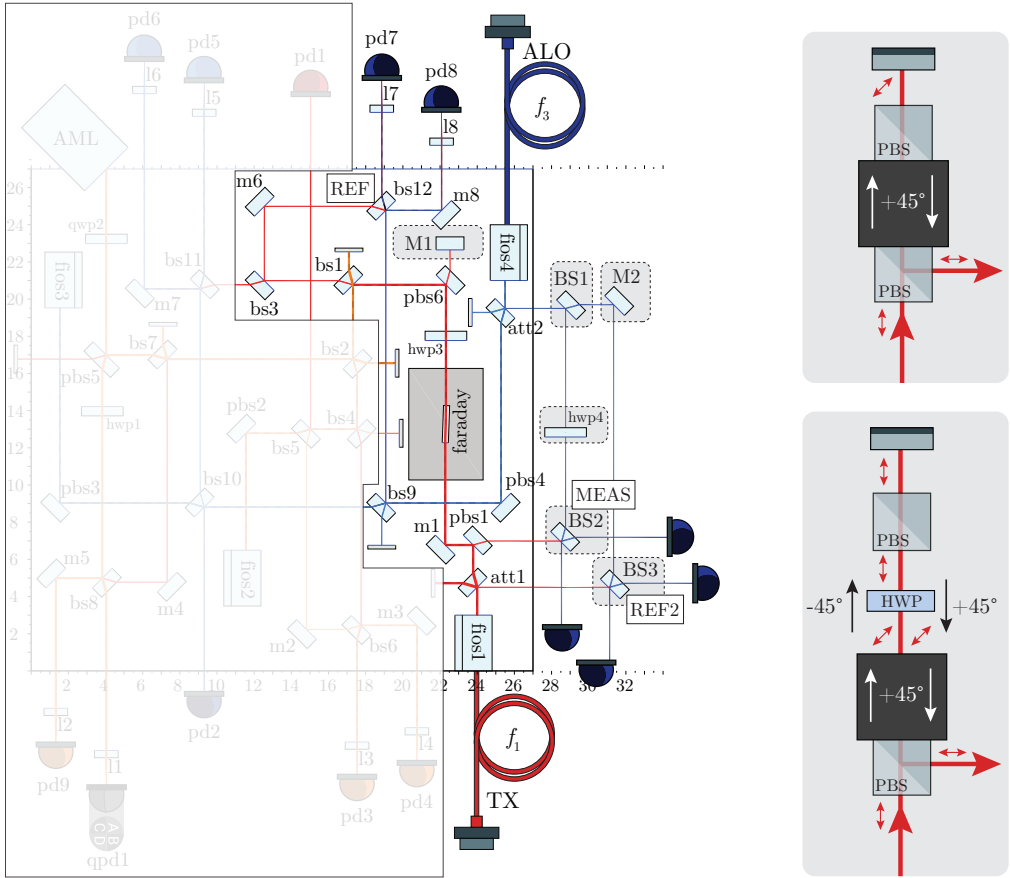 pd6
pd5
pd1
pd7
pd8
ALO
l6
l5
l7
l8
f3
AML
26
24
22
20
18
16
14
12
10
8
6
4
2
m6
REF
bs12
m8
qwp2
M1
fios3
bs11
bs1
fios4
BS1
M2
m7
bs3
pbs6
att2
bs7
bs2
hwp3
pbs5
hwp1
pbs2
bs4
faraday
hwp4
bs5
pbs3
bs10
bs9
pbs4
MEAS
m1
pbs1
BS2
m5
bs8
m4
fios2
att1
BS3
m3
REF2
m2
bs6
fios1
2 4 6 8 10 12 14 16 18 20 22 24 26 28 30 32
l2
l1
pd2
l3
l4
f1
pd9
pd3
pd4
TX
A B
C D
qpd1
PBS
+45°
PBS
PBS
-45°
HWP
+45°
+45°
PBS